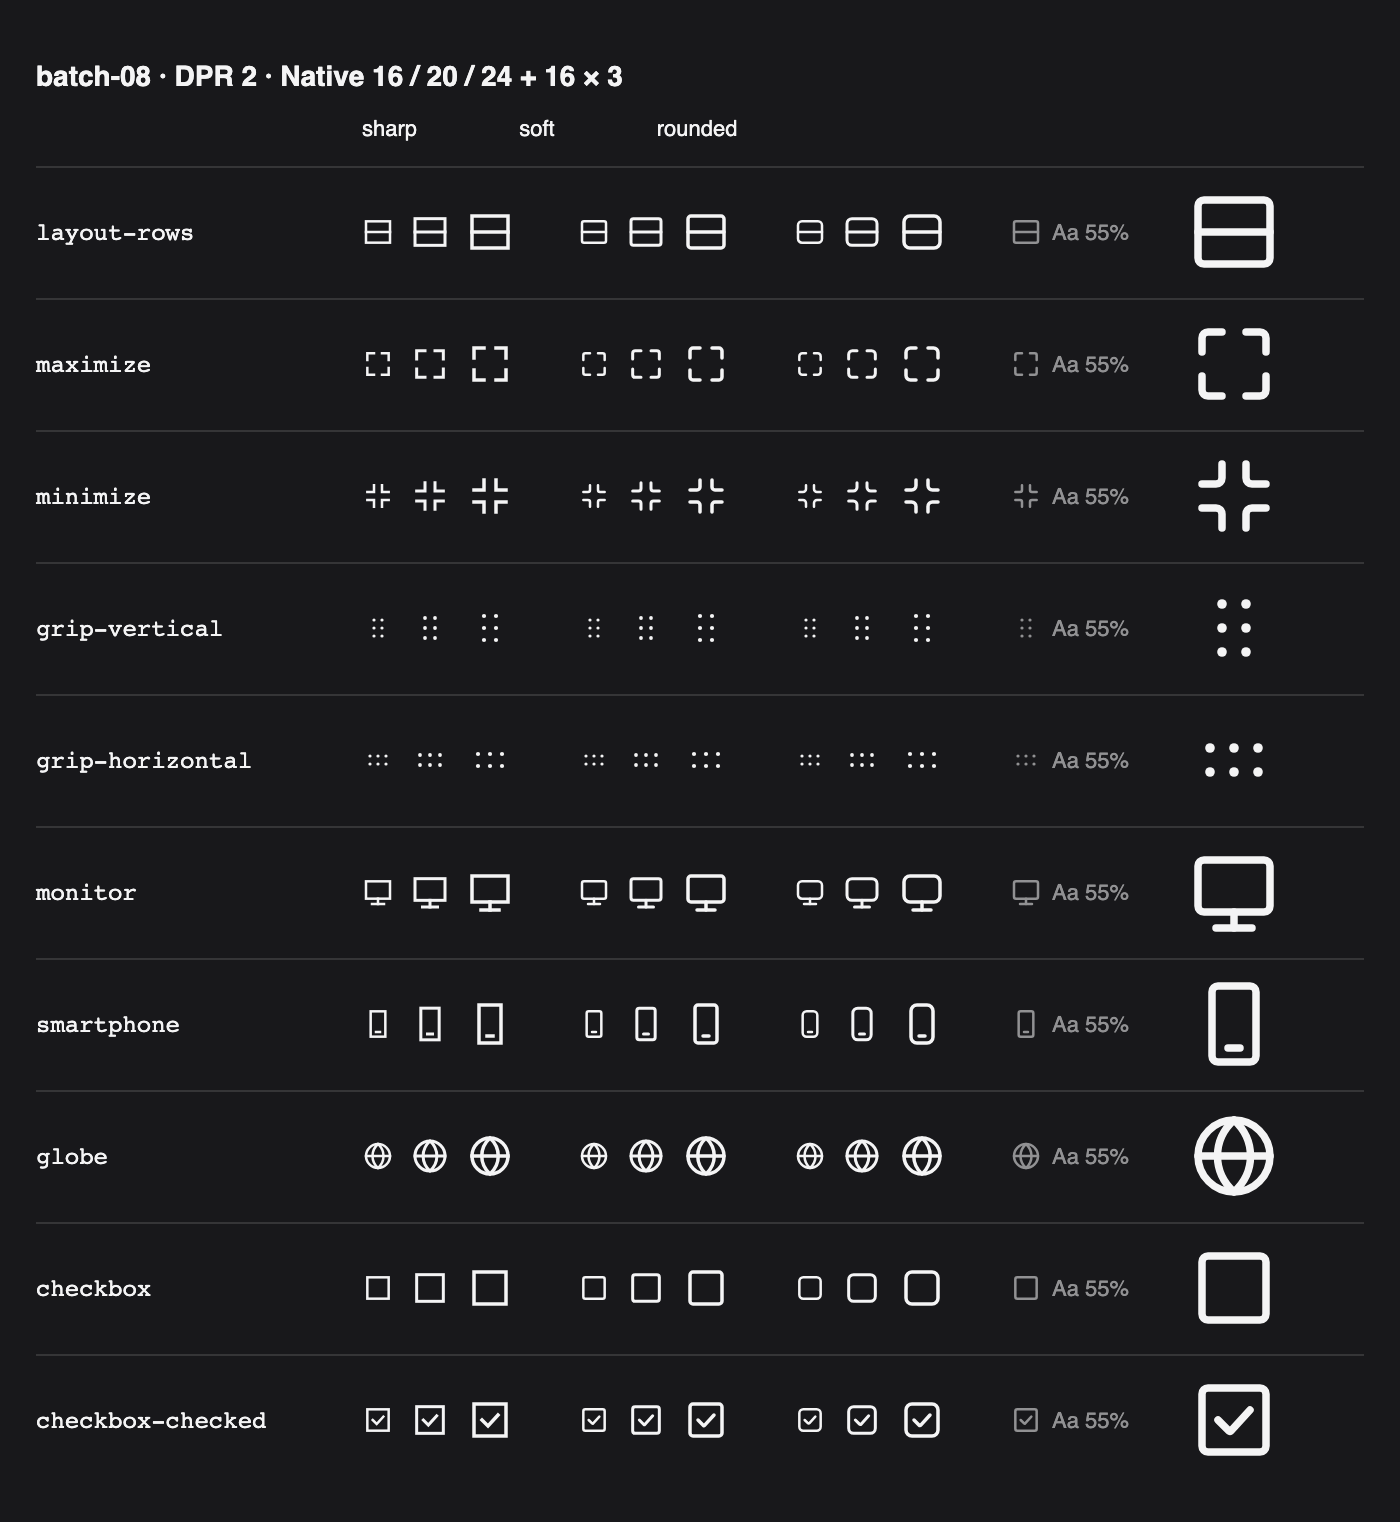 batch-08 · DPR 2 · Native 16 / 20 / 24 + 16 × 3
sharp soft rounded
layout-rows Aa 55%
maximize Aa 55%
minimize Aa 55%
grip-vertical Aa 55%
grip-horizontal Aa 55%
monitor Aa 55%
smartphone Aa 55%
globe Aa 55%
checkbox Aa 55%
checkbox-checked Aa 55%